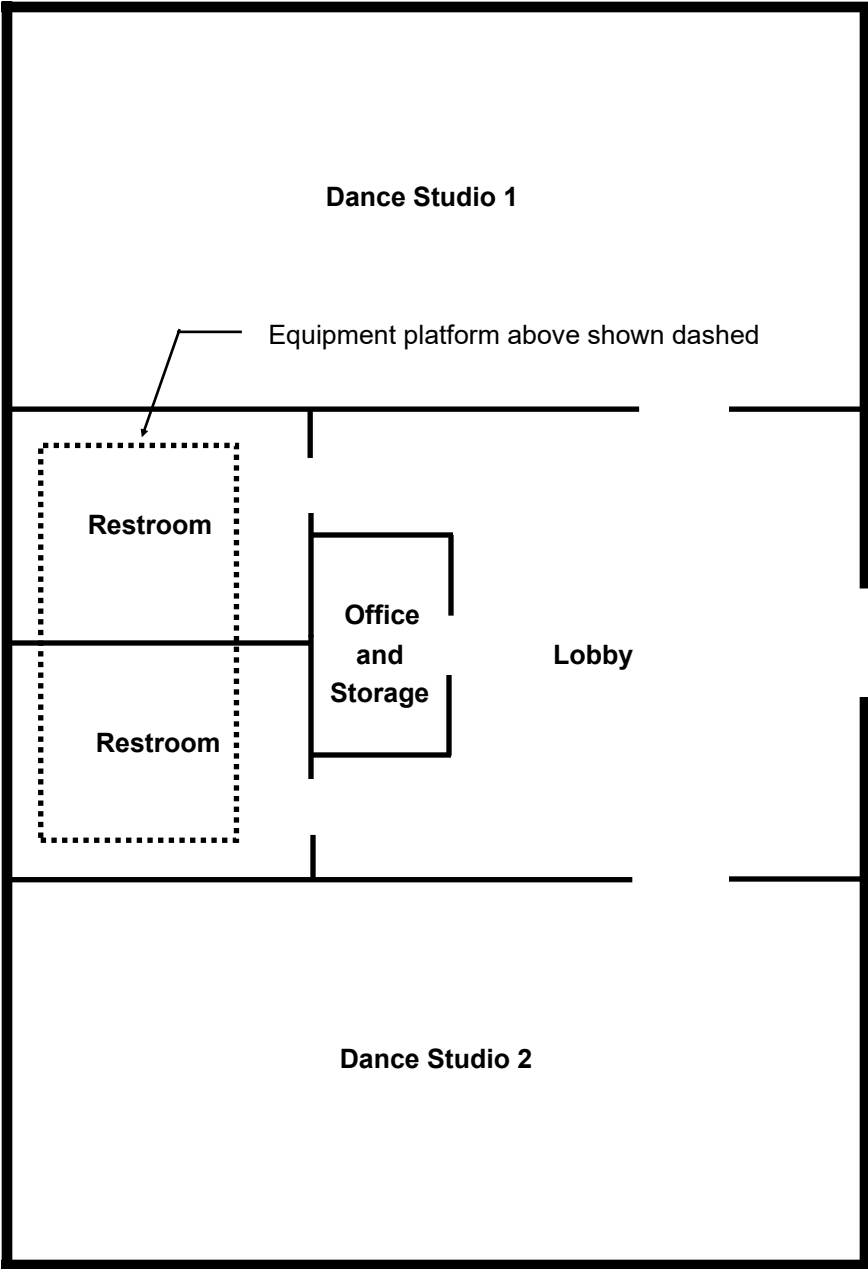 Dance Studio 1
Equipment platform above shown dashed
Restroom
Office
and
Storage
Lobby
Restroom
Dance Studio 2